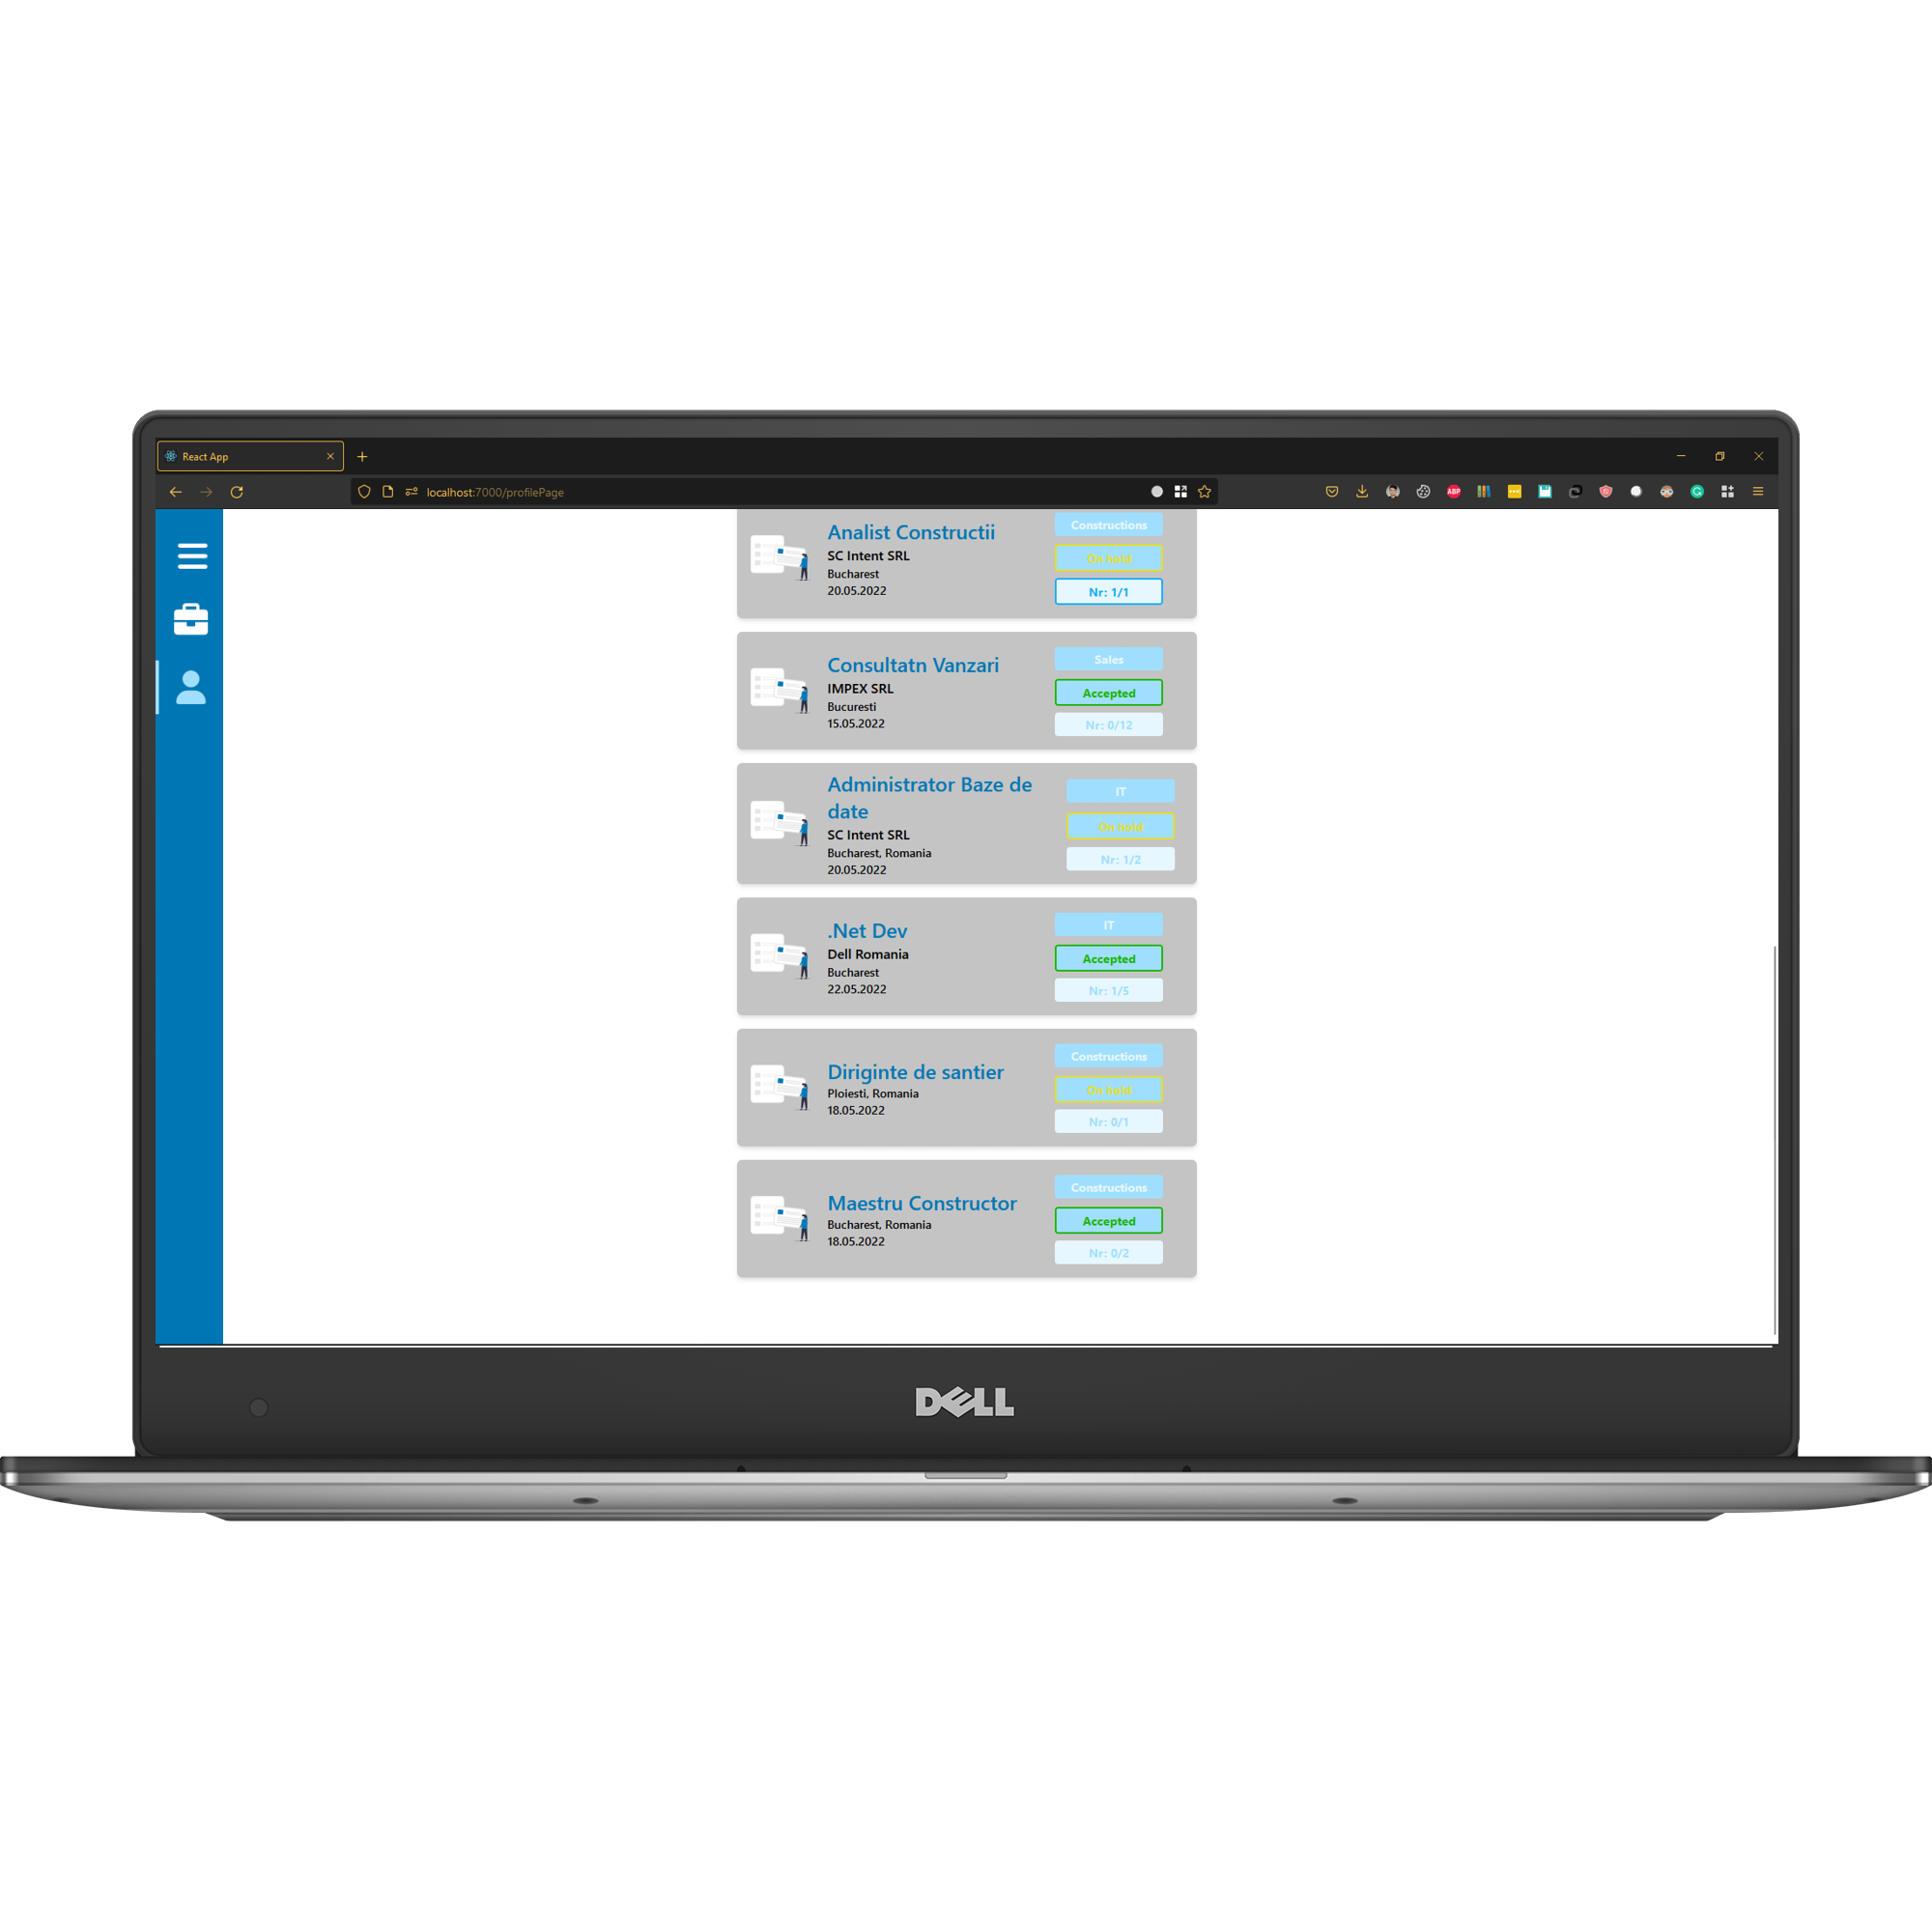 React App
localhost:7000/profilePage
ABP
Analist Constructii
SC Intent SRL
Bucharest
20.05.2022
Constructions
On hold
Nr: 1/1
Consultatn Vanzari
IMPEX SRL
Bucuresti
15.05.2022
Sales
Accepted
Nr: 0/12
Administrator Baze de
date
SC Intent SRL
Bucharest, Romania
20.05.2022
IT
On hold
Nr: 1/2
.Net Dev
Dell Romania
Bucharest
22.05.2022
IT
Accepted
Nr: 1/5
Diriginte de santier
Ploiesti, Romania
18.05.2022
Constructions
On hold
Nr: 0/1
Maestru Constructor
Bucharest, Romania
18.05.2022
Constructions
Accepted
Nr: 0/2
DELL